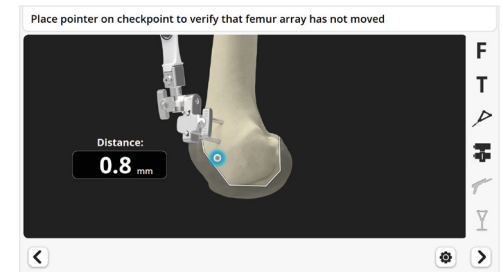 Place pointer on checkpoint to verify that femur array has not moved
F
T
Distance:
0.8 mm